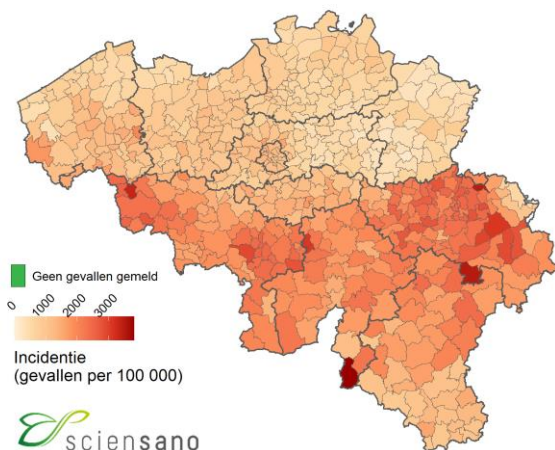 Geen gevallen gemeld
0 1000 2000 3000
Incidentie
(gevallen per 100 000)
sciensano